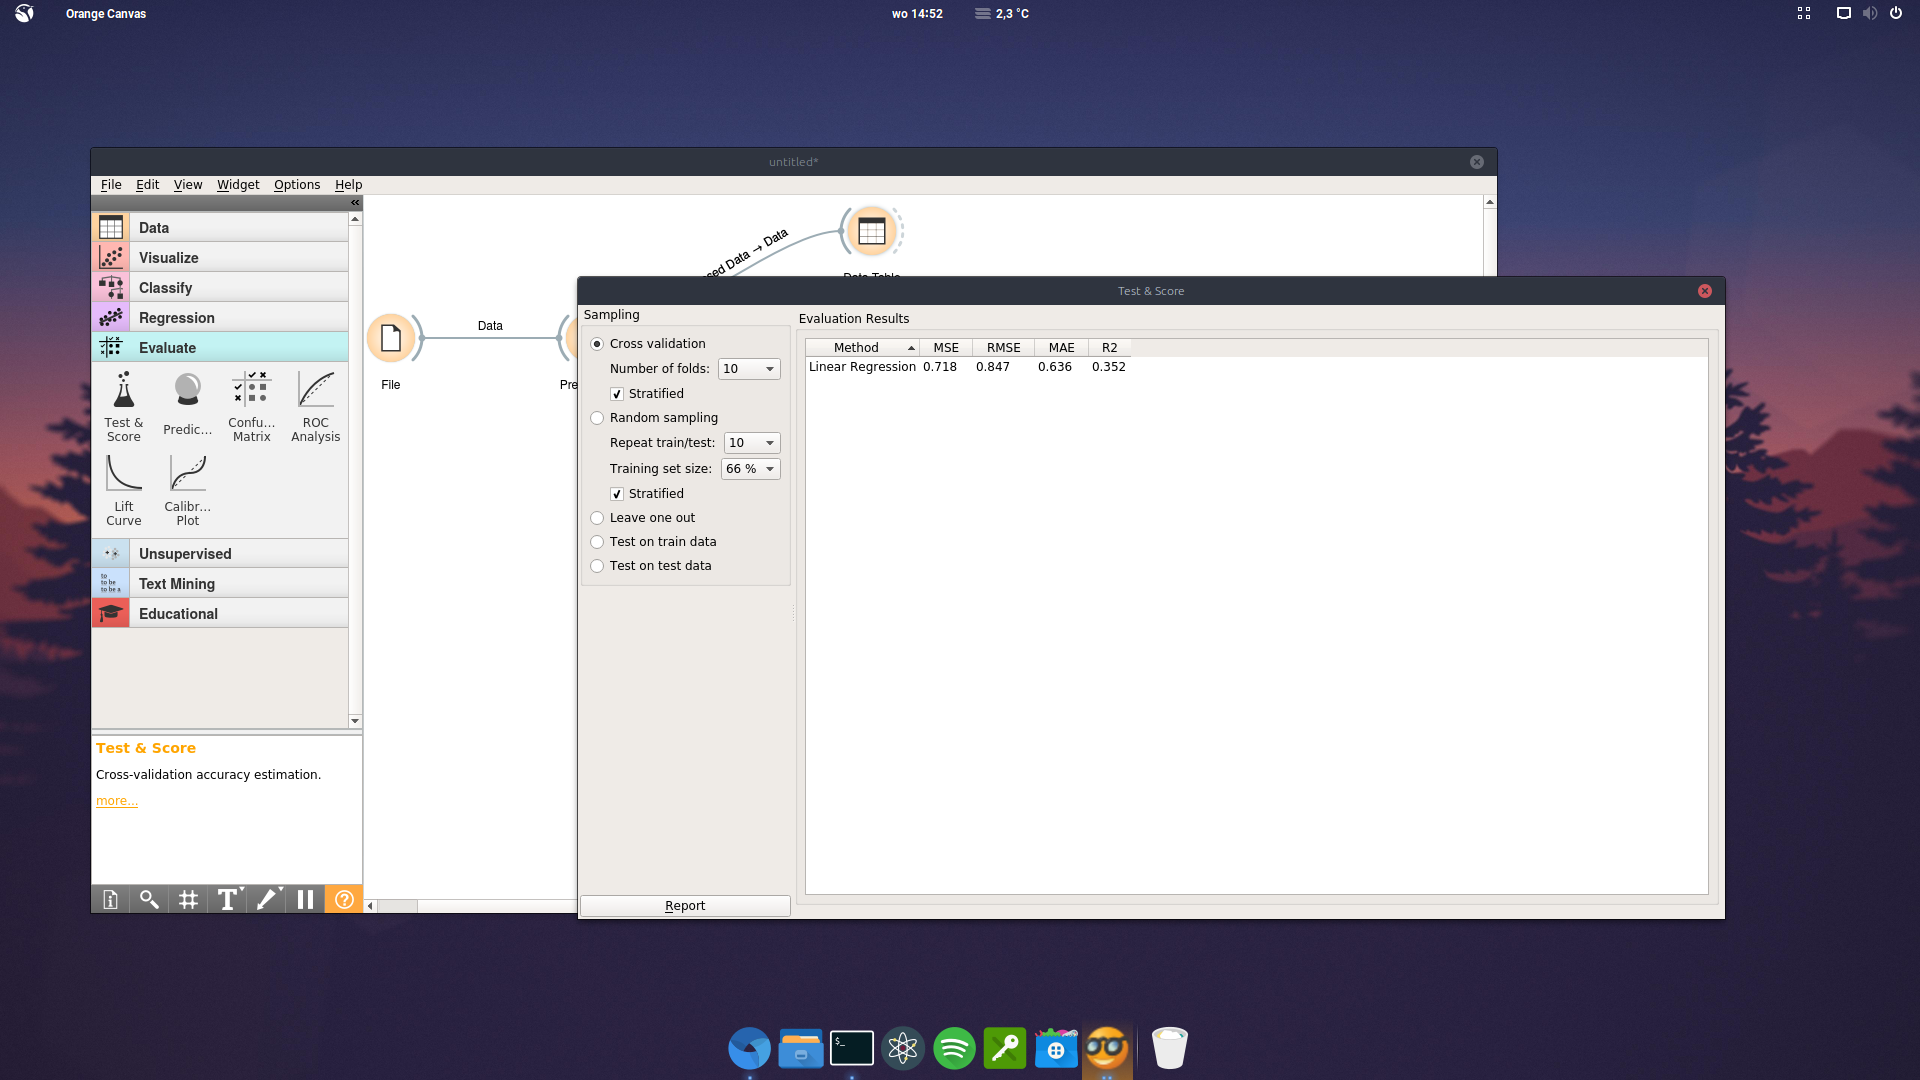 Orange Canvas
wo 14:52
2,3 °C
untitled*
File Edit View Widget Options Help
Data
Visualize
Classify
Regression
Evaluate
Test & Score
Predic...
Confu... Matrix
ROC Analysis
Lift Curve
Calibr... Plot
Unsupervised
to
to be
to be a
Text Mining
Educational
Test & Score
Cross-validation accuracy estimation.
more...
File
Data
Data → Data
Test & Score
Sampling
Cross validation
Number of folds: 10
Stratified
Random sampling
Repeat train/test: 10
Training set size: 66 %
Stratified
Leave one out
Test on train data
Test on test data
Report
Evaluation Results
Method MSE RMSE MAE R2
Linear Regression 0.718 0.847 0.636 0.352
$_